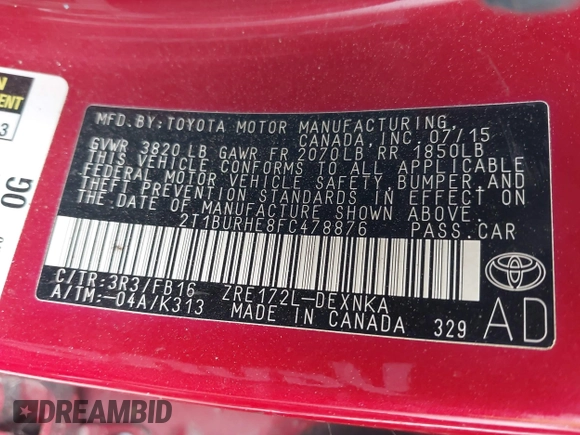 MFD.BY:TOYOTA MOTOR MANUFACTURING
CANADA,INC. 07/15
GVWR 3820 LB GAWR FR 2070LB RR 1850LB
THIS VEHICLE CONFORMS TO ALL APPLICABLE
FEDERAL MOTOR VEHICLE SAFETY,BUMPER,AND
THEFT PREVENTION STANDARDS IN EFFECT ON
THE DATE OF MANUFACTURE SHOWN ABOVE.
2T1BURHE8FC478876 PASS.CAR
C/TR:3R3/FB16 ZRE172L-DEXNKA
A/TM:-04A/K313 MADE IN CANADA 329
AD
3
OG
DREAMBID